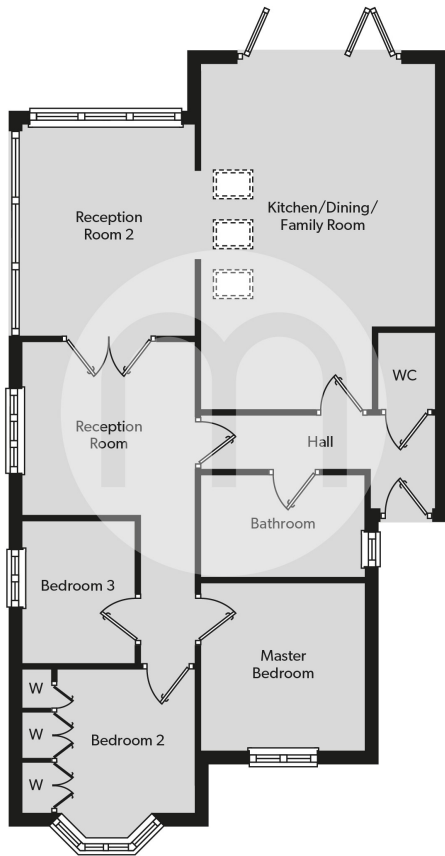 Reception
Room 2
Kitchen/Dining/
Family Room
WC
Reception
Room
Hall
Bathroom
Bedroom 3
Master
Bedroom
W
W
Bedroom 2
W